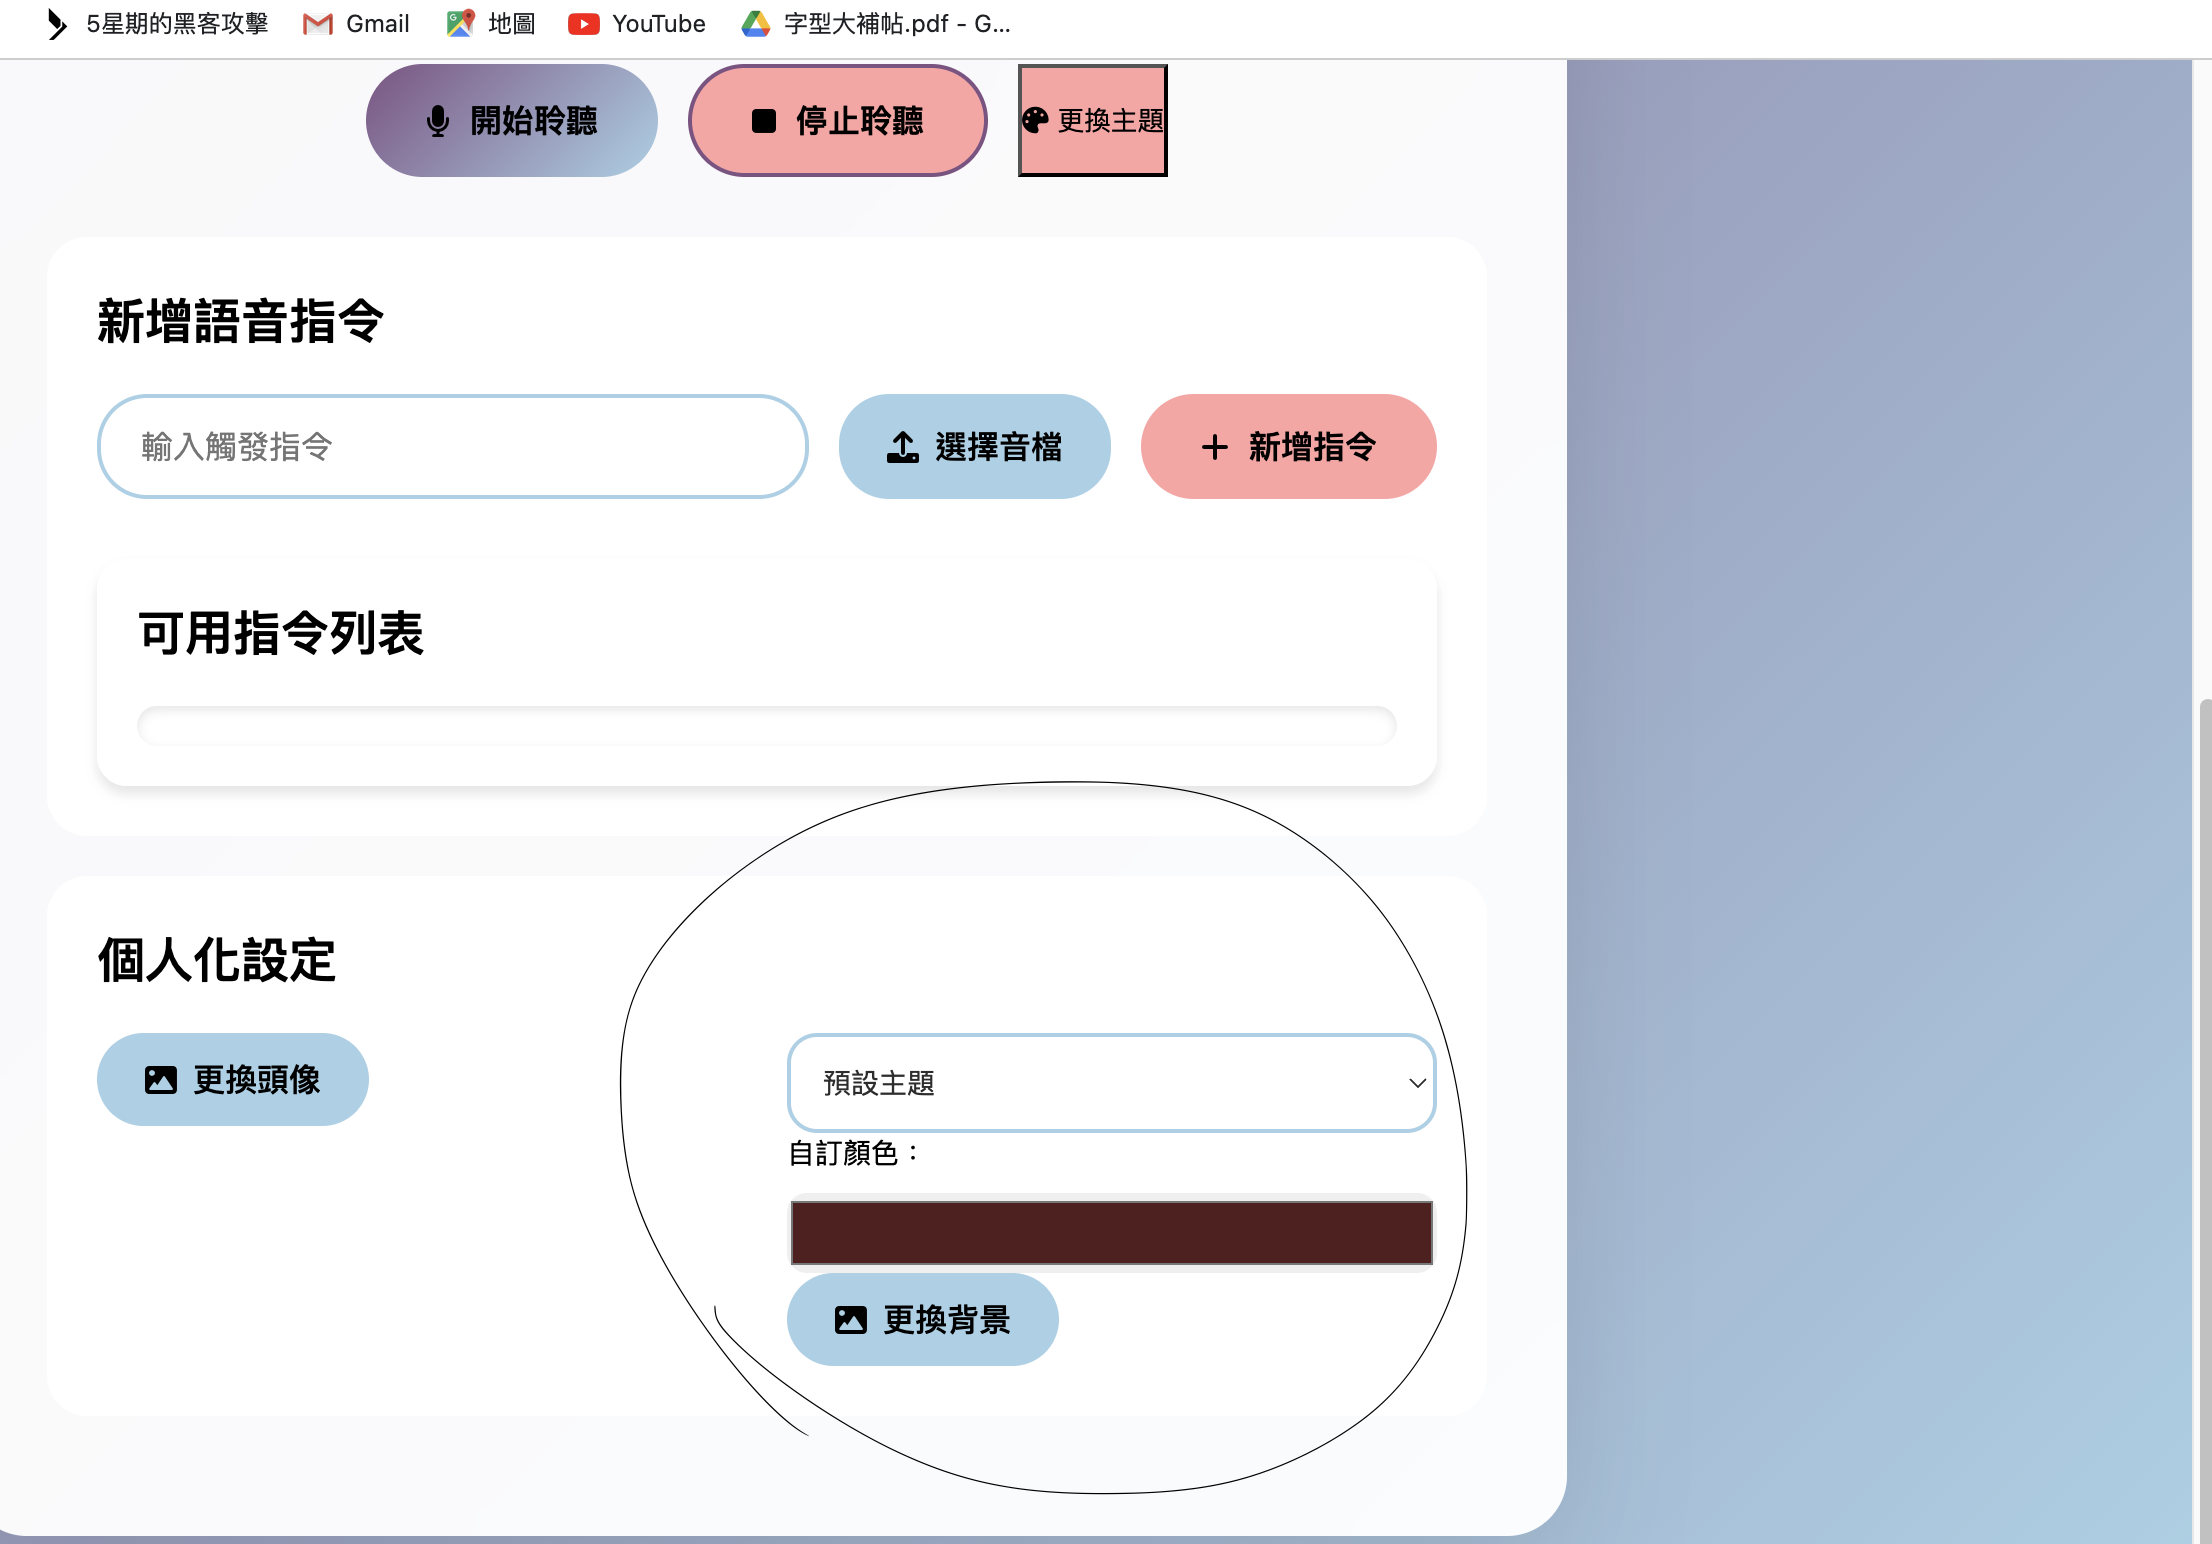 5星期的黑客攻擊 Gmail 地圖 YouTube 字型大補帖.pdf - G...
開始聆聽 停止聆聽 更換主題
新增語音指令
輸入觸發指令 選擇音檔 新增指令
可用指令列表
個人化設定
更換頭像 預設主題
自訂顏色：
更換背景